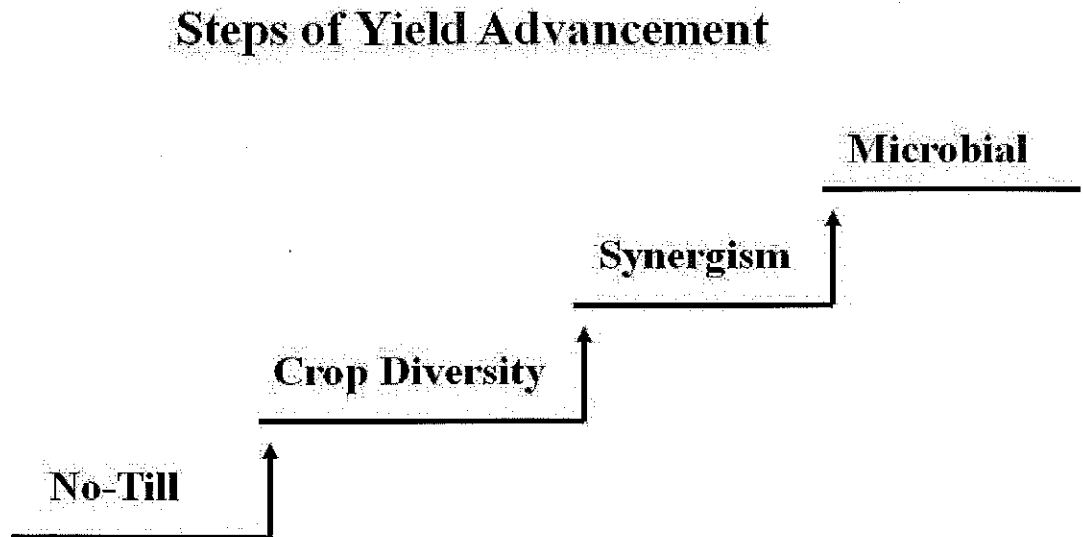 Steps of Yield Advancement
Microbial
Synergism
Crop Diversity
No-Till